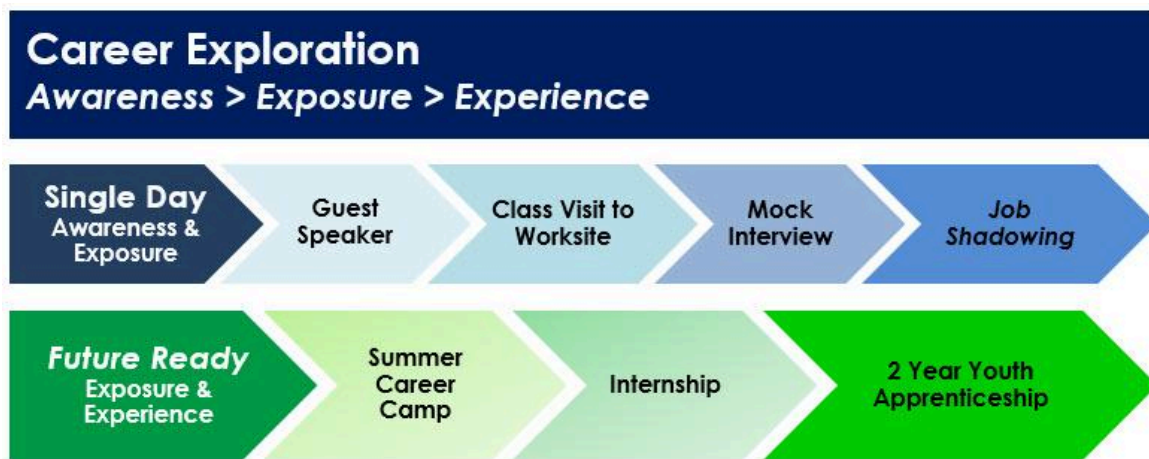 Career Exploration
Awareness > Exposure > Experience
Single Day
Awareness &
Exposure
Guest
Speaker
Class Visit to
Worksite
Mock
Interview
Job
Shadowing
Future Ready
Exposure &
Experience
Summer
Career
Camp
Internship
2 Year Youth
Apprenticeship